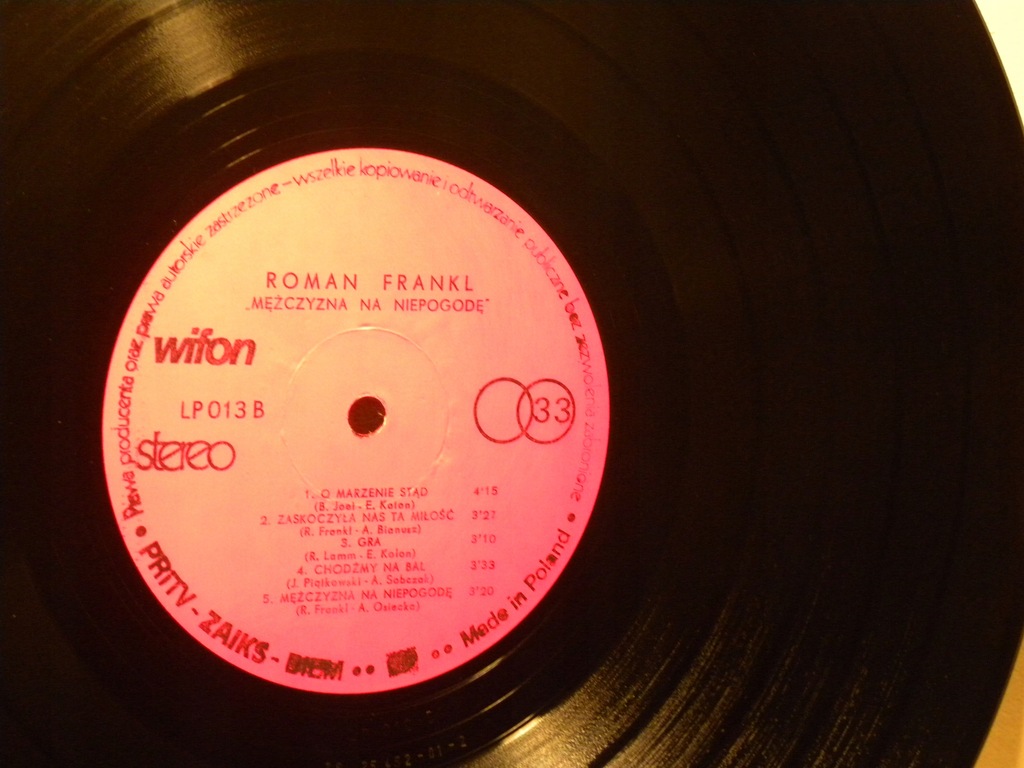 Prawa producenta oraz prawa autorskie zastrzeżone – wszelkie kopiowanie i odtwarzanie publiczne bez zezwolenia zabronione
ROMAN FRANKL
„MĘŻCZYZNA NA NIEPOGODĘ”
wifon
LP 013 B
33
stereo
1. O MARZENIE STĄD 4'15
(B. Joel - E. Kołon)
2. ZASKOCZYŁA NAS TA MIŁOŚĆ 3'27
(R. Frankl - A. Bianusz)
3. GRA 3'10
(R. Lamm - E. Kołon)
4. CHODŹMY NA BAL 3'33
(J. Piątkowski - A. Sobczak)
5. MĘŻCZYZNA NA NIEPOGODĘ 3'20
(R. Frankl - A. Osiecka)
• PRITV - ZAIKS - BIEM •• •• Made in Poland •